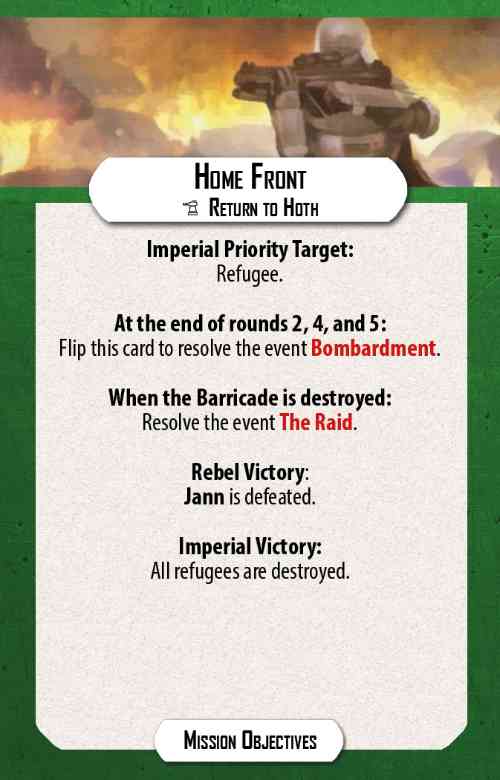 Home Front
Return to Hoth
Imperial Priority Target:
Refugee.
At the end of rounds 2, 4, and 5:
Flip this card to resolve the event Bombardment.
When the Barricade is destroyed:
Resolve the event The Raid.
Rebel Victory:
Jann is defeated.
Imperial Victory:
All refugees are destroyed.
Mission Objectives